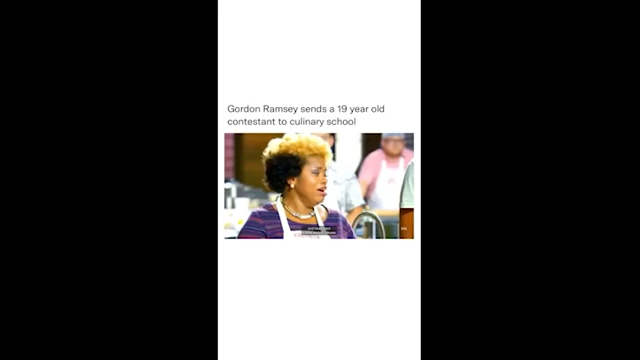 Gordon Ramsey sends a 19 year old
contestant to culinary school